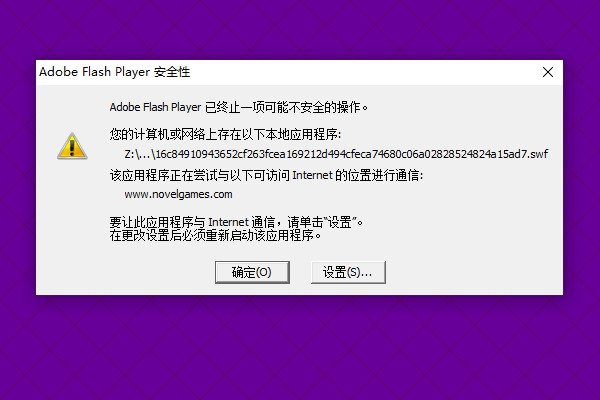 Adobe Flash Player 安全性
Adobe Flash Player 已终止一项可能不安全的操作。
您的计算机或网络上存在以下本地应用程序:
Z:\...\16c84910943652cf263fcea169212d494cfeca74680c06a02828524824a15ad7.swf
该应用程序正在尝试与以下可访问 Internet 的位置进行通信:
www.novelgames.com
要让此应用程序与 Internet 通信，请单击“设置”。
在更改设置后必须重新启动该应用程序。
确定(O)
设置(S)...